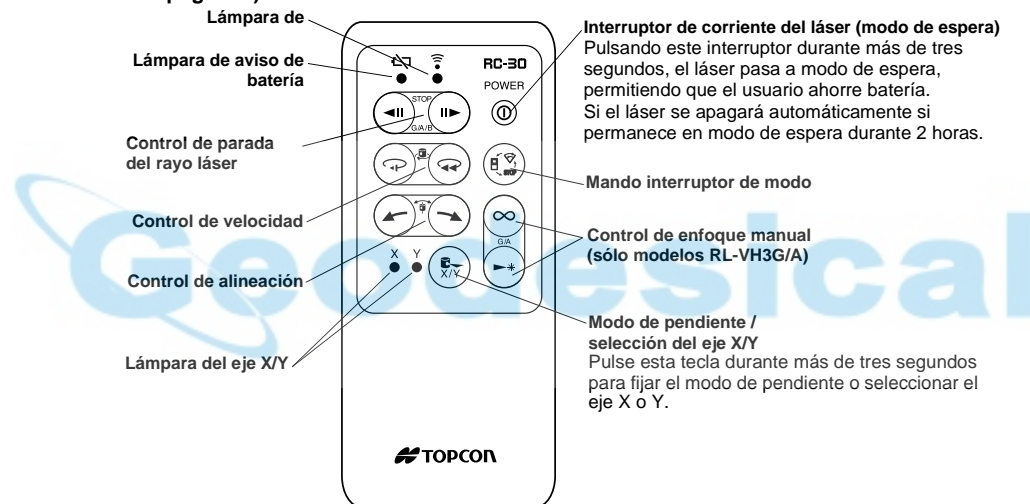 Lámpara de
Lámpara de aviso de
batería
Control de parada
del rayo láser
Control de velocidad
Control de alineación
Lámpara del eje X/Y
RC-30
POWER
STOP
G/A/B
STOP
G/A
X Y
X/Y
TOPCON
Interruptor de corriente del láser (modo de espera)
Pulsando este interruptor durante más de tres
segundos, el láser pasa a modo de espera,
permitiendo que el usuario ahorre batería.
Si el láser se apagará automáticamente si
permanece en modo de espera durante 2 horas.
Mando interruptor de modo
Control de enfoque manual
(sólo modelos RL-VH3G/A)
Modo de pendiente /
selección del eje X/Y
Pulse esta tecla durante más de tres segundos
para fijar el modo de pendiente o seleccionar el
eje X o Y.
Geodesical